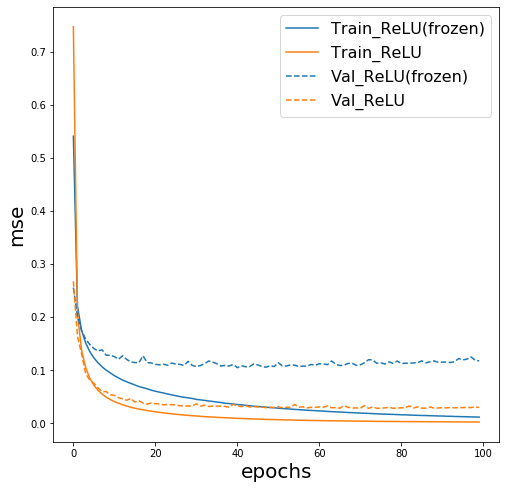 Train_ReLU(frozen)
Train_ReLU
Val_ReLU(frozen)
Val_ReLU
0.7
0.6
0.5
0.4
0.3
0.2
0.1
0.0
mse
0 20 40 60 80 100
epochs